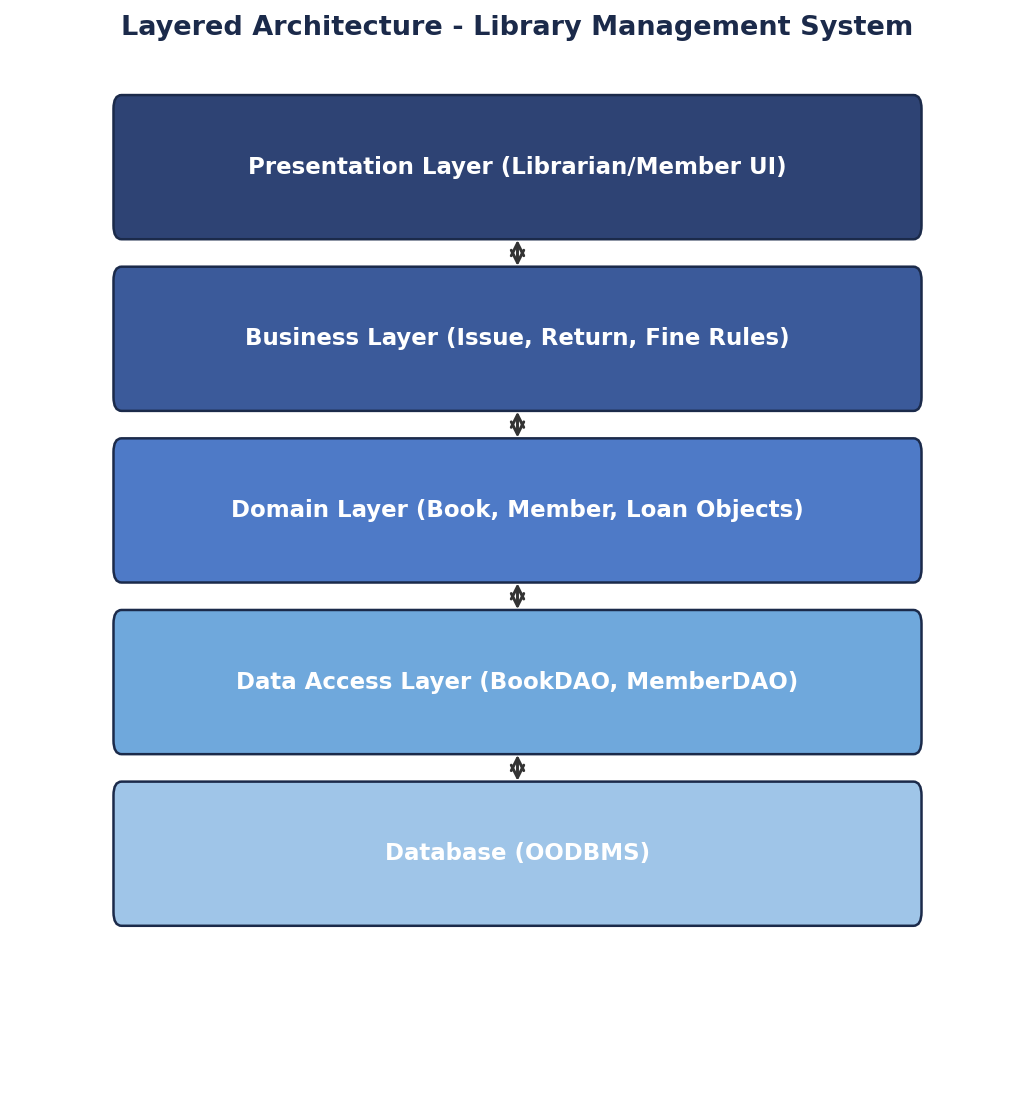 Layered Architecture - Library Management System
Presentation Layer (Librarian/Member UI)
Business Layer (Issue, Return, Fine Rules)
Domain Layer (Book, Member, Loan Objects)
Data Access Layer (BookDAO, MemberDAO)
Database (OODBMS)